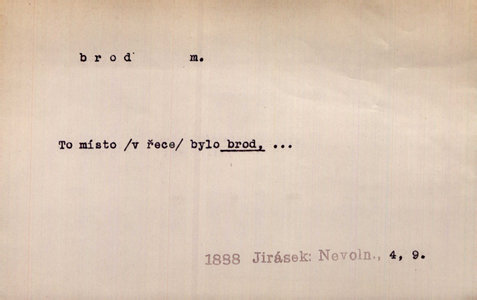 brod m.
To místo /v řece/ bylo brod, ...
1888 Jirásek: Nevoln., 4, 9.